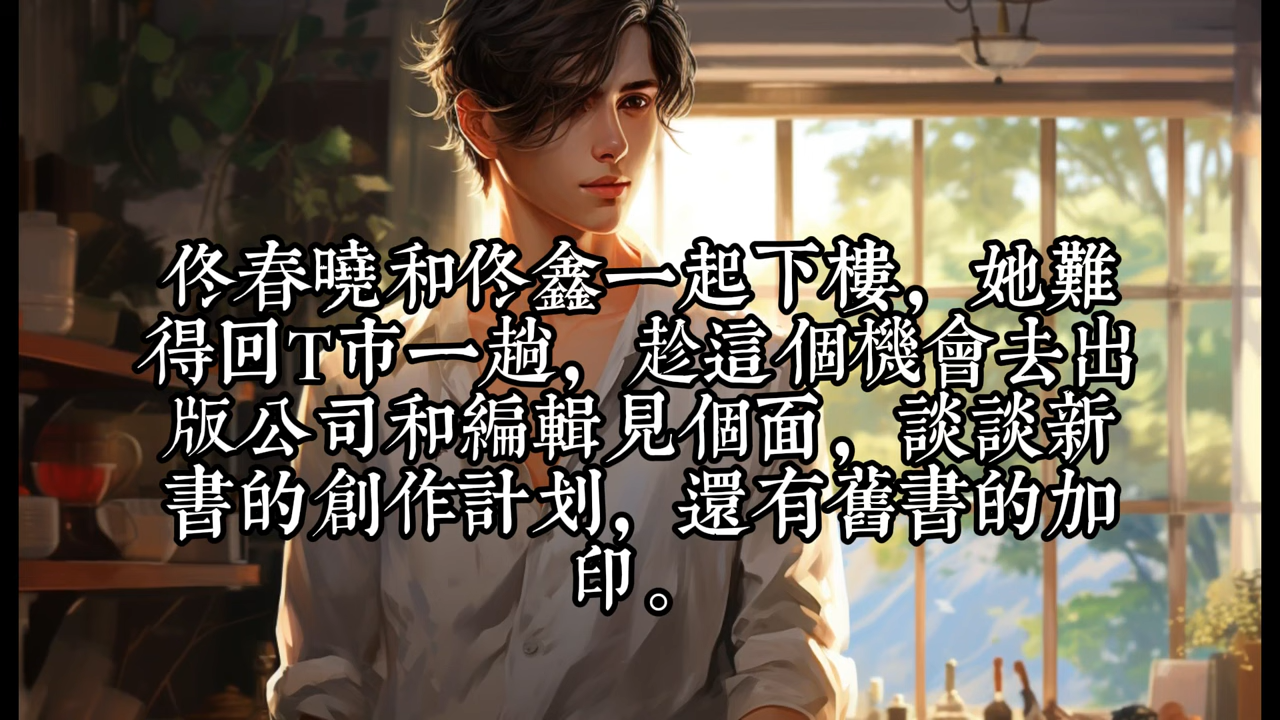 佟春曉和佟鑫一起下樓，她難
得回T市一趟，趁這個機會去出
版公司和編輯見個面，談談新
書的創作計划，還有舊書的加
印。